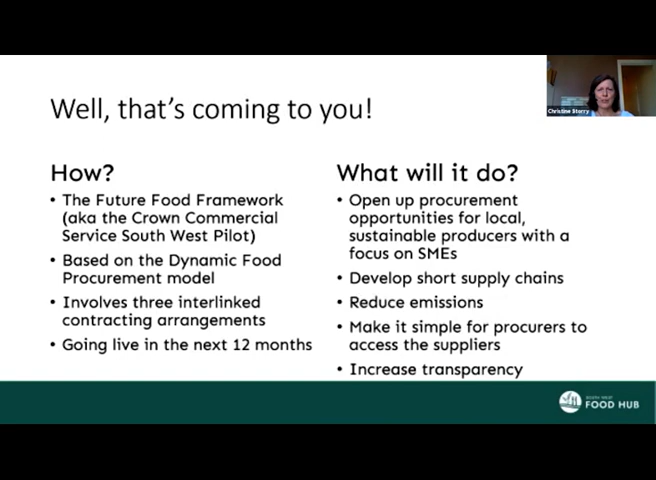 Well, that's coming to you!
How?
• The Future Food Framework
(aka the Crown Commercial
Service South West Pilot)
• Based on the Dynamic Food
Procurement model
• Involves three interlinked
contracting arrangements
• Going live in the next 12 months
What will it do?
• Open up procurement
opportunities for local,
sustainable producers with a
focus on SMEs
• Develop short supply chains
• Reduce emissions
• Make it simple for procurers to
access the suppliers
• Increase transparency
Christine Storry
SOUTH WEST
FOOD HUB